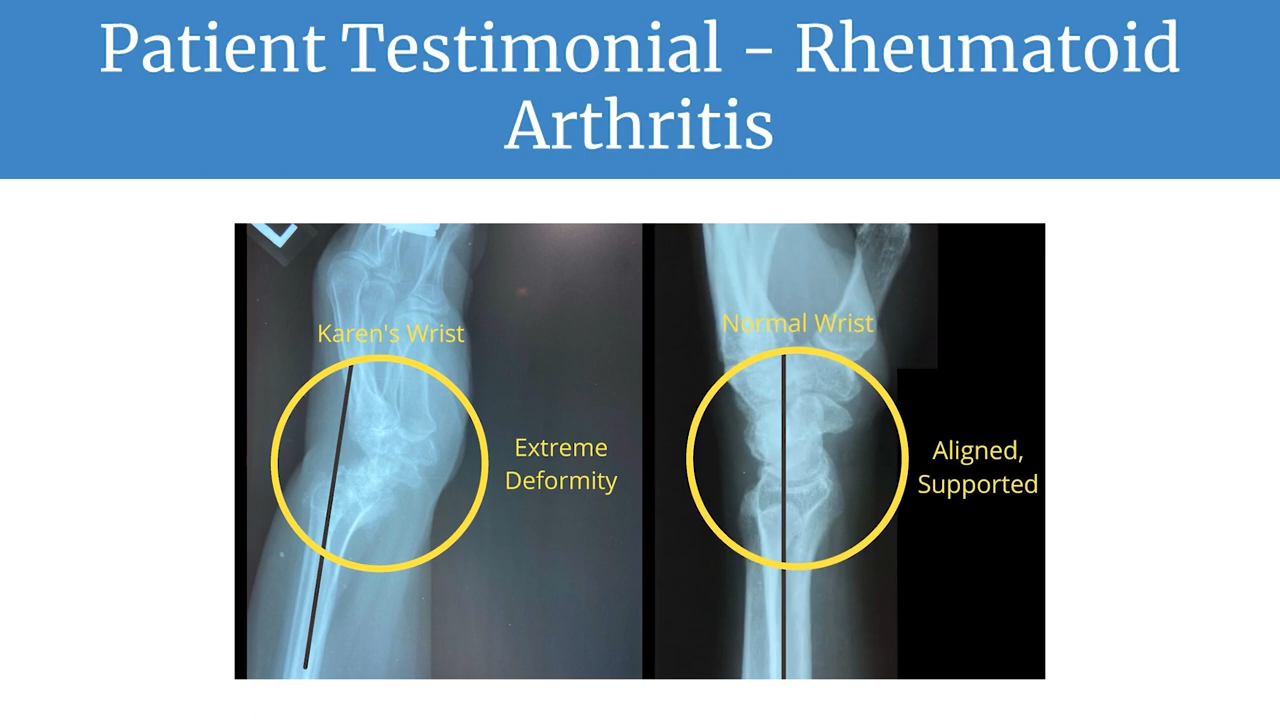 Patient Testimonial - Rheumatoid
Arthritis
L
Karen's Wrist
Extreme
Deformity
Normal Wrist
Aligned,
Supported